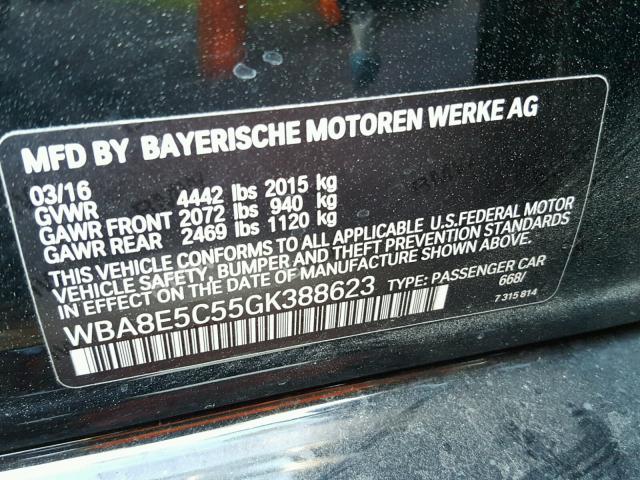 MFD BY BAYERISCHE MOTOREN WERKE AG
03/16
GVWR 4442 lbs 2015 kg
GAWR FRONT 2072 lbs 940 kg
GAWR REAR 2469 lbs 1120 kg
THIS VEHICLE CONFORMS TO ALL APPLICABLE U.S.FEDERAL MOTOR
VEHICLE SAFETY, BUMPER AND THEFT PREVENTION STANDARDS
IN EFFECT ON THE DATE OF MANUFACTURE SHOWN ABOVE.
WBA8E5C55GK388623 TYPE: PASSENGER CAR
668/
7 315 814